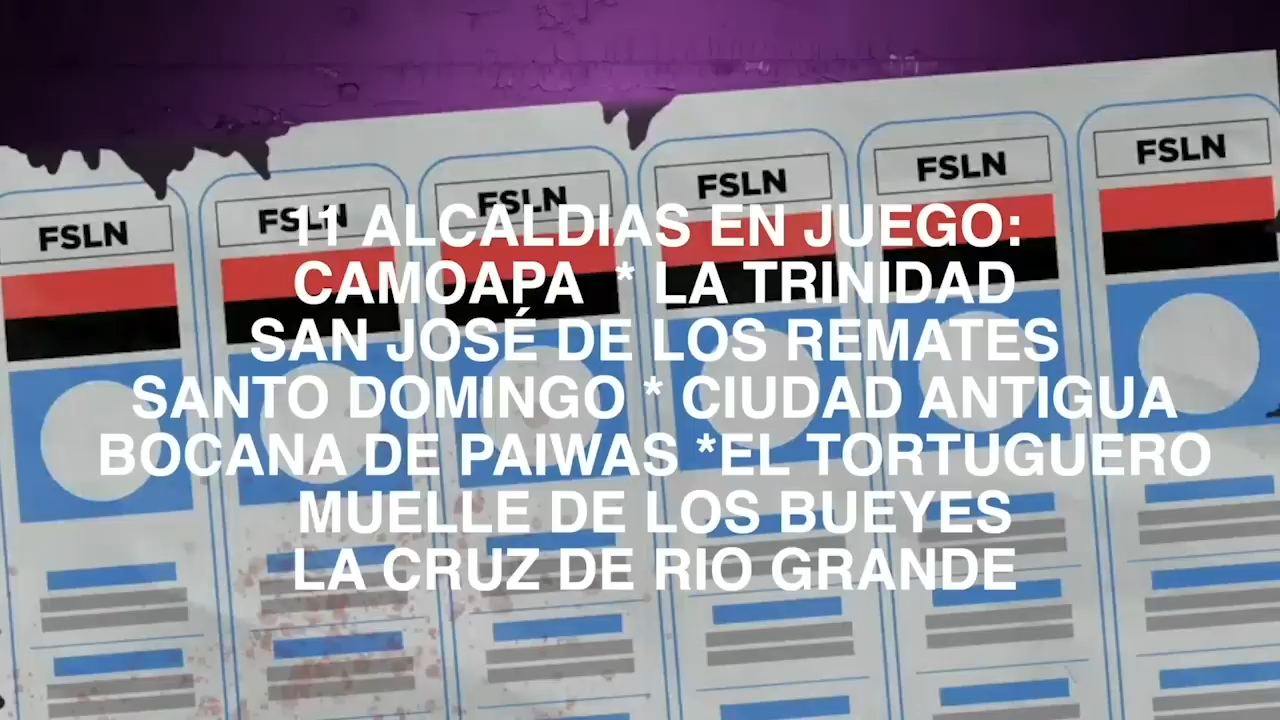 FSLN FSLN FSLN FSLN FSLN FSLN
11 ALCALDIAS EN JUEGO:
CAMOAPA * LA TRINIDAD
SAN JOSÉ DE LOS REMATES
SANTO DOMINGO * CIUDAD ANTIGUA
BOCANA DE PAIWAS *EL TORTUGUERO
MUELLE DE LOS BUEYES
LA CRUZ DE RIO GRANDE